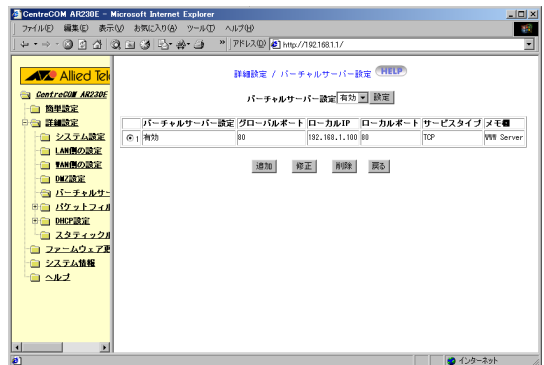 CentreCOM AR230E - Microsoft Internet Explorer
ファイル(F) 編集(E) 表示(V) お気に入り(A) ツール(T) ヘルプ(H)
アドレス(D) http://192.168.1.1/
Allied Tel
CentreCOM AR230E
簡単設定
詳細設定
システム設定
LAN側の設定
WAN側の設定
DMZ設定
バーチャルサー
パケットフィル
DHCP設定
スタティックル
ファームウェア更
システム情報
ヘルプ
詳細設定 / バーチャルサーバー設定 HELP
バーチャルサーバー設定 有効 設定
バーチャルサーバー設定 グローバルポート ローカルIP ローカルポート サービスタイプ メモ欄
1 有効 80 192.168.1.100 80 TCP WWW Server
追加 修正 削除 戻る
インターネット